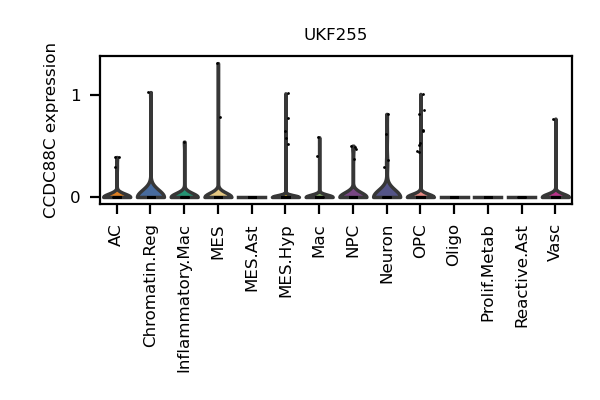 UKF255
CCDC88C expression
1
0
AC
Chromatin.Reg
Inflammatory.Mac
MES
MES.Ast
MES.Hyp
Mac
NPC
Neuron
OPC
Oligo
Prolif.Metab
Reactive.Ast
Vasc